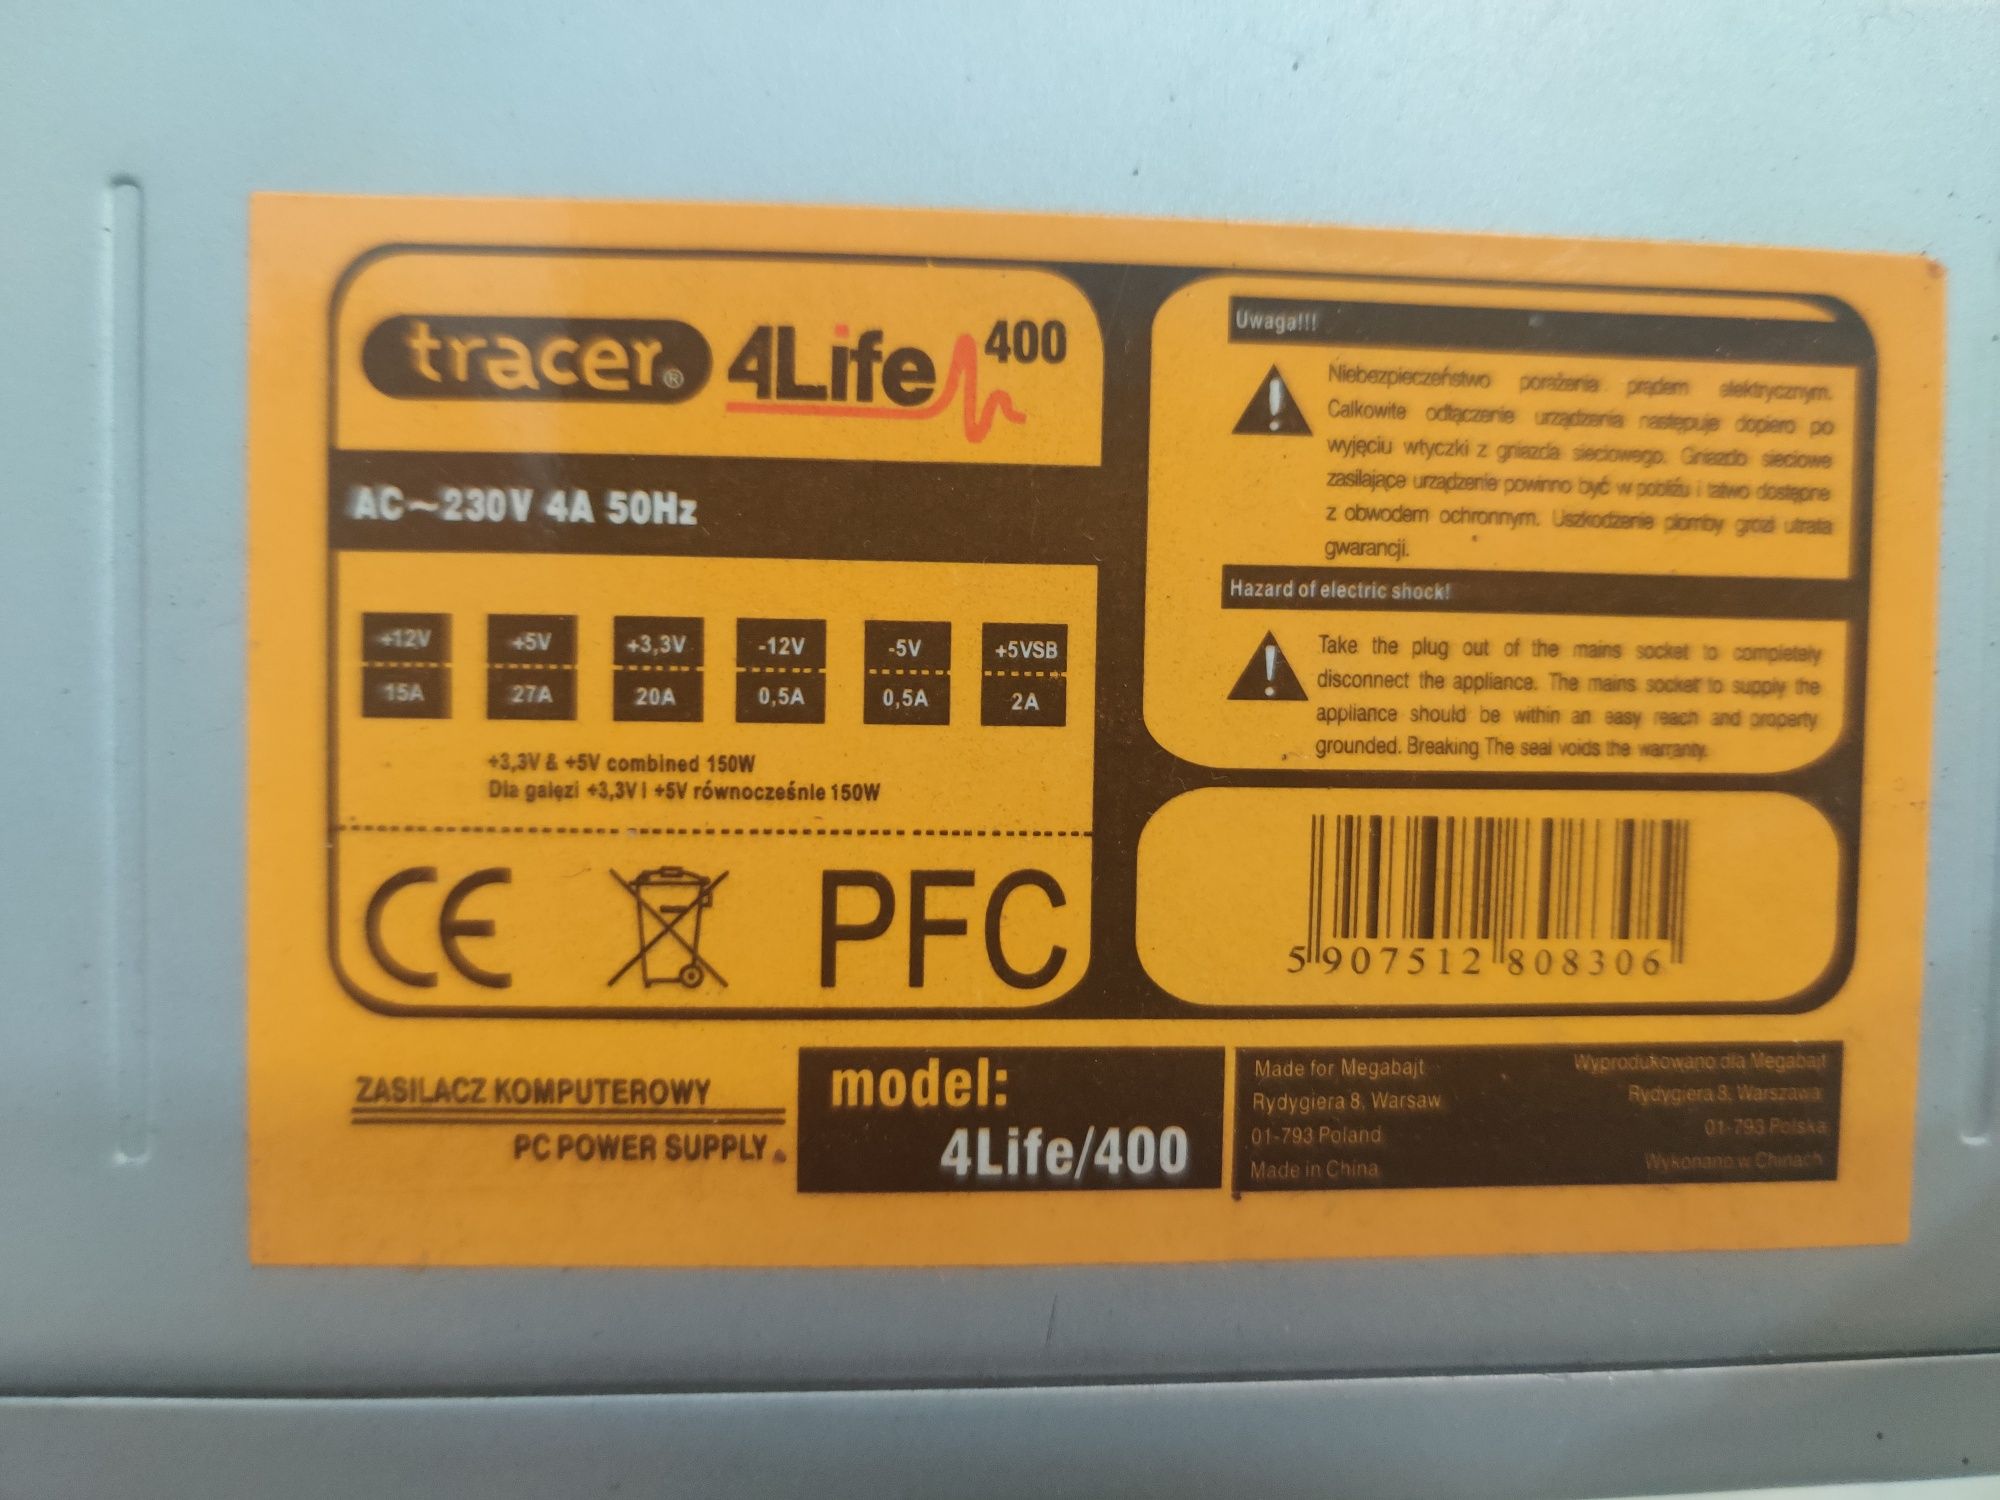 tracer® 4Life 400
AC~230V 4A 50Hz
+12V +5V +3,3V -12V -5V +5VSB
15A 27A 20A 0,5A 0,5A 2A
+3,3V & +5V combined 150W
Dla gałęzi +3,3V i +5V równocześnie 150W
CE PFC
Uwaga!!!
Niebezpieczeństwo porażenia prądem elektrycznym.
Całkowite odłączenie urządzenia następuje dopiero po
wyjęciu wtyczki z gniazda sieciowego. Gniazdo sieciowe
zasilające urządzenie powinno być w pobliżu i łatwo dostępne
z obwodem ochronnym. Uszkodzenie plomby grozi utratą
gwarancji.
Hazard of electric shock!
Take the plug out of the mains socket to completely
disconnect the appliance. The mains socket to supply the
appliance should be within an easy reach and property
grounded. Breaking The seal voids the warranty.
5 907512 808306
ZASILACZ KOMPUTEROWY
PC POWER SUPPLY
model:
4Life/400
Made for Megabajt
Rydygiera 8, Warsaw
01-793 Poland
Made in China
Wyprodukowano dla Megabajt
Rydygiera 8, Warszawa
01-793 Polska
Wykonano w Chinach